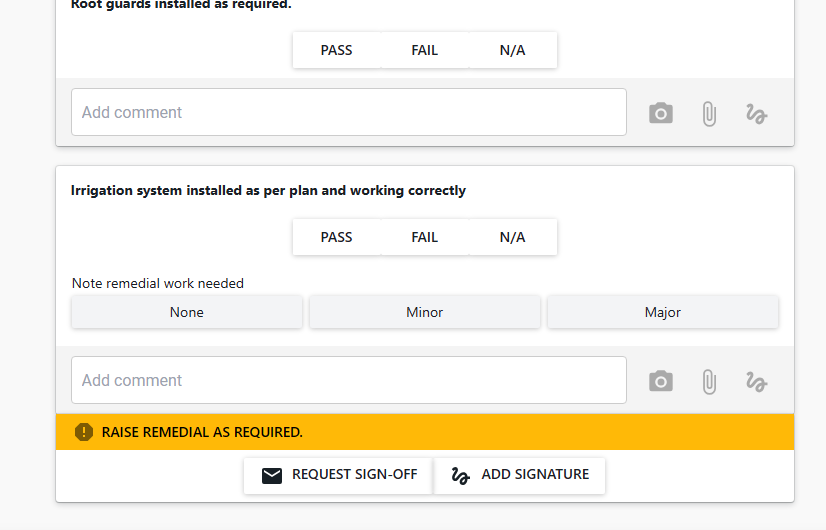 Root guards installed as required.
PASS FAIL N/A
Add comment
Irrigation system installed as per plan and working correctly
PASS FAIL N/A
Note remedial work needed
None Minor Major
Add comment
RAISE REMEDIAL AS REQUIRED.
REQUEST SIGN-OFF ADD SIGNATURE